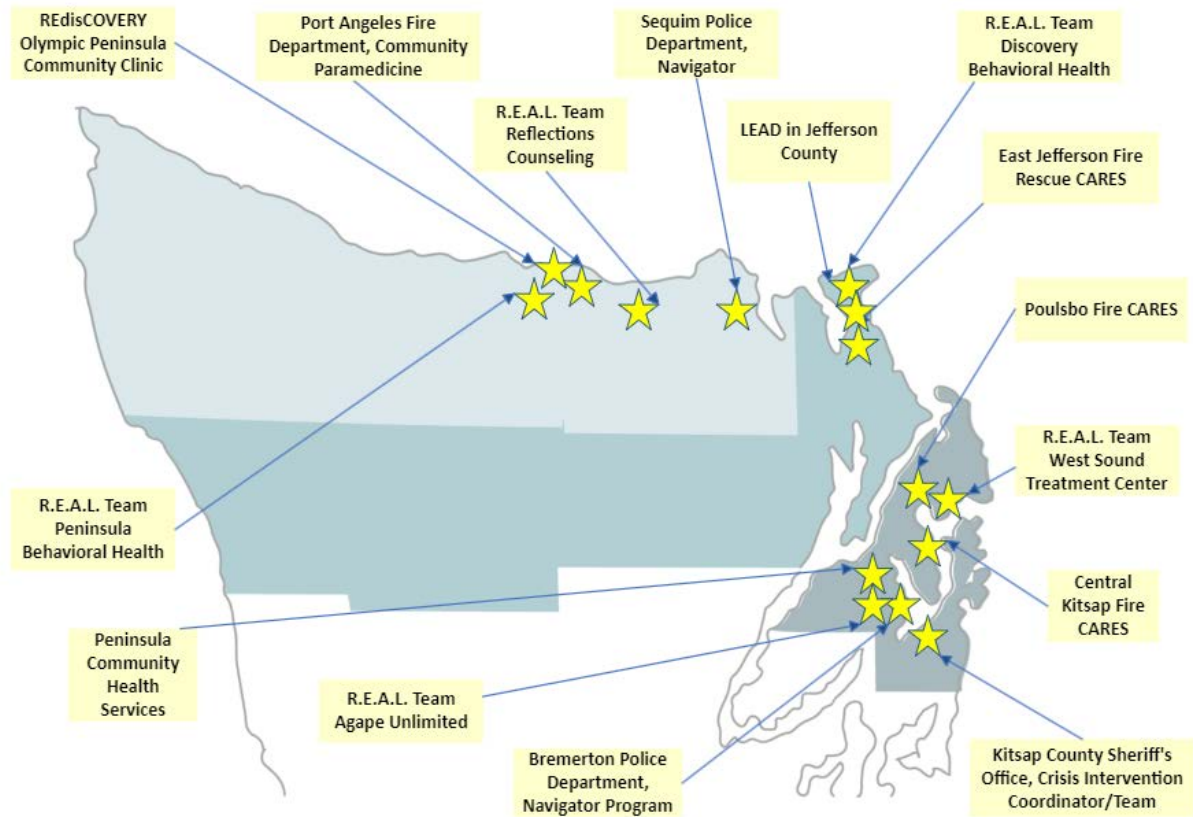 REdisCOVERY
Olympic Peninsula
Community Clinic
Port Angeles Fire
Department, Community
Paramedicine
R.E.A.L. Team
Reflections
Counseling
Sequim Police
Department,
Navigator
LEAD in Jefferson
County
R.E.A.L. Team
Discovery
Behavioral Health
East Jefferson Fire
Rescue CARES
Poulsbo Fire CARES
R.E.A.L. Team
West Sound
Treatment Center
Central
Kitsap Fire
CARES
R.E.A.L. Team
Peninsula
Behavioral Health
Peninsula
Community
Health
Services
R.E.A.L. Team
Agape Unlimited
Bremerton Police
Department,
Navigator Program
Kitsap County Sheriff's
Office, Crisis Intervention
Coordinator/Team